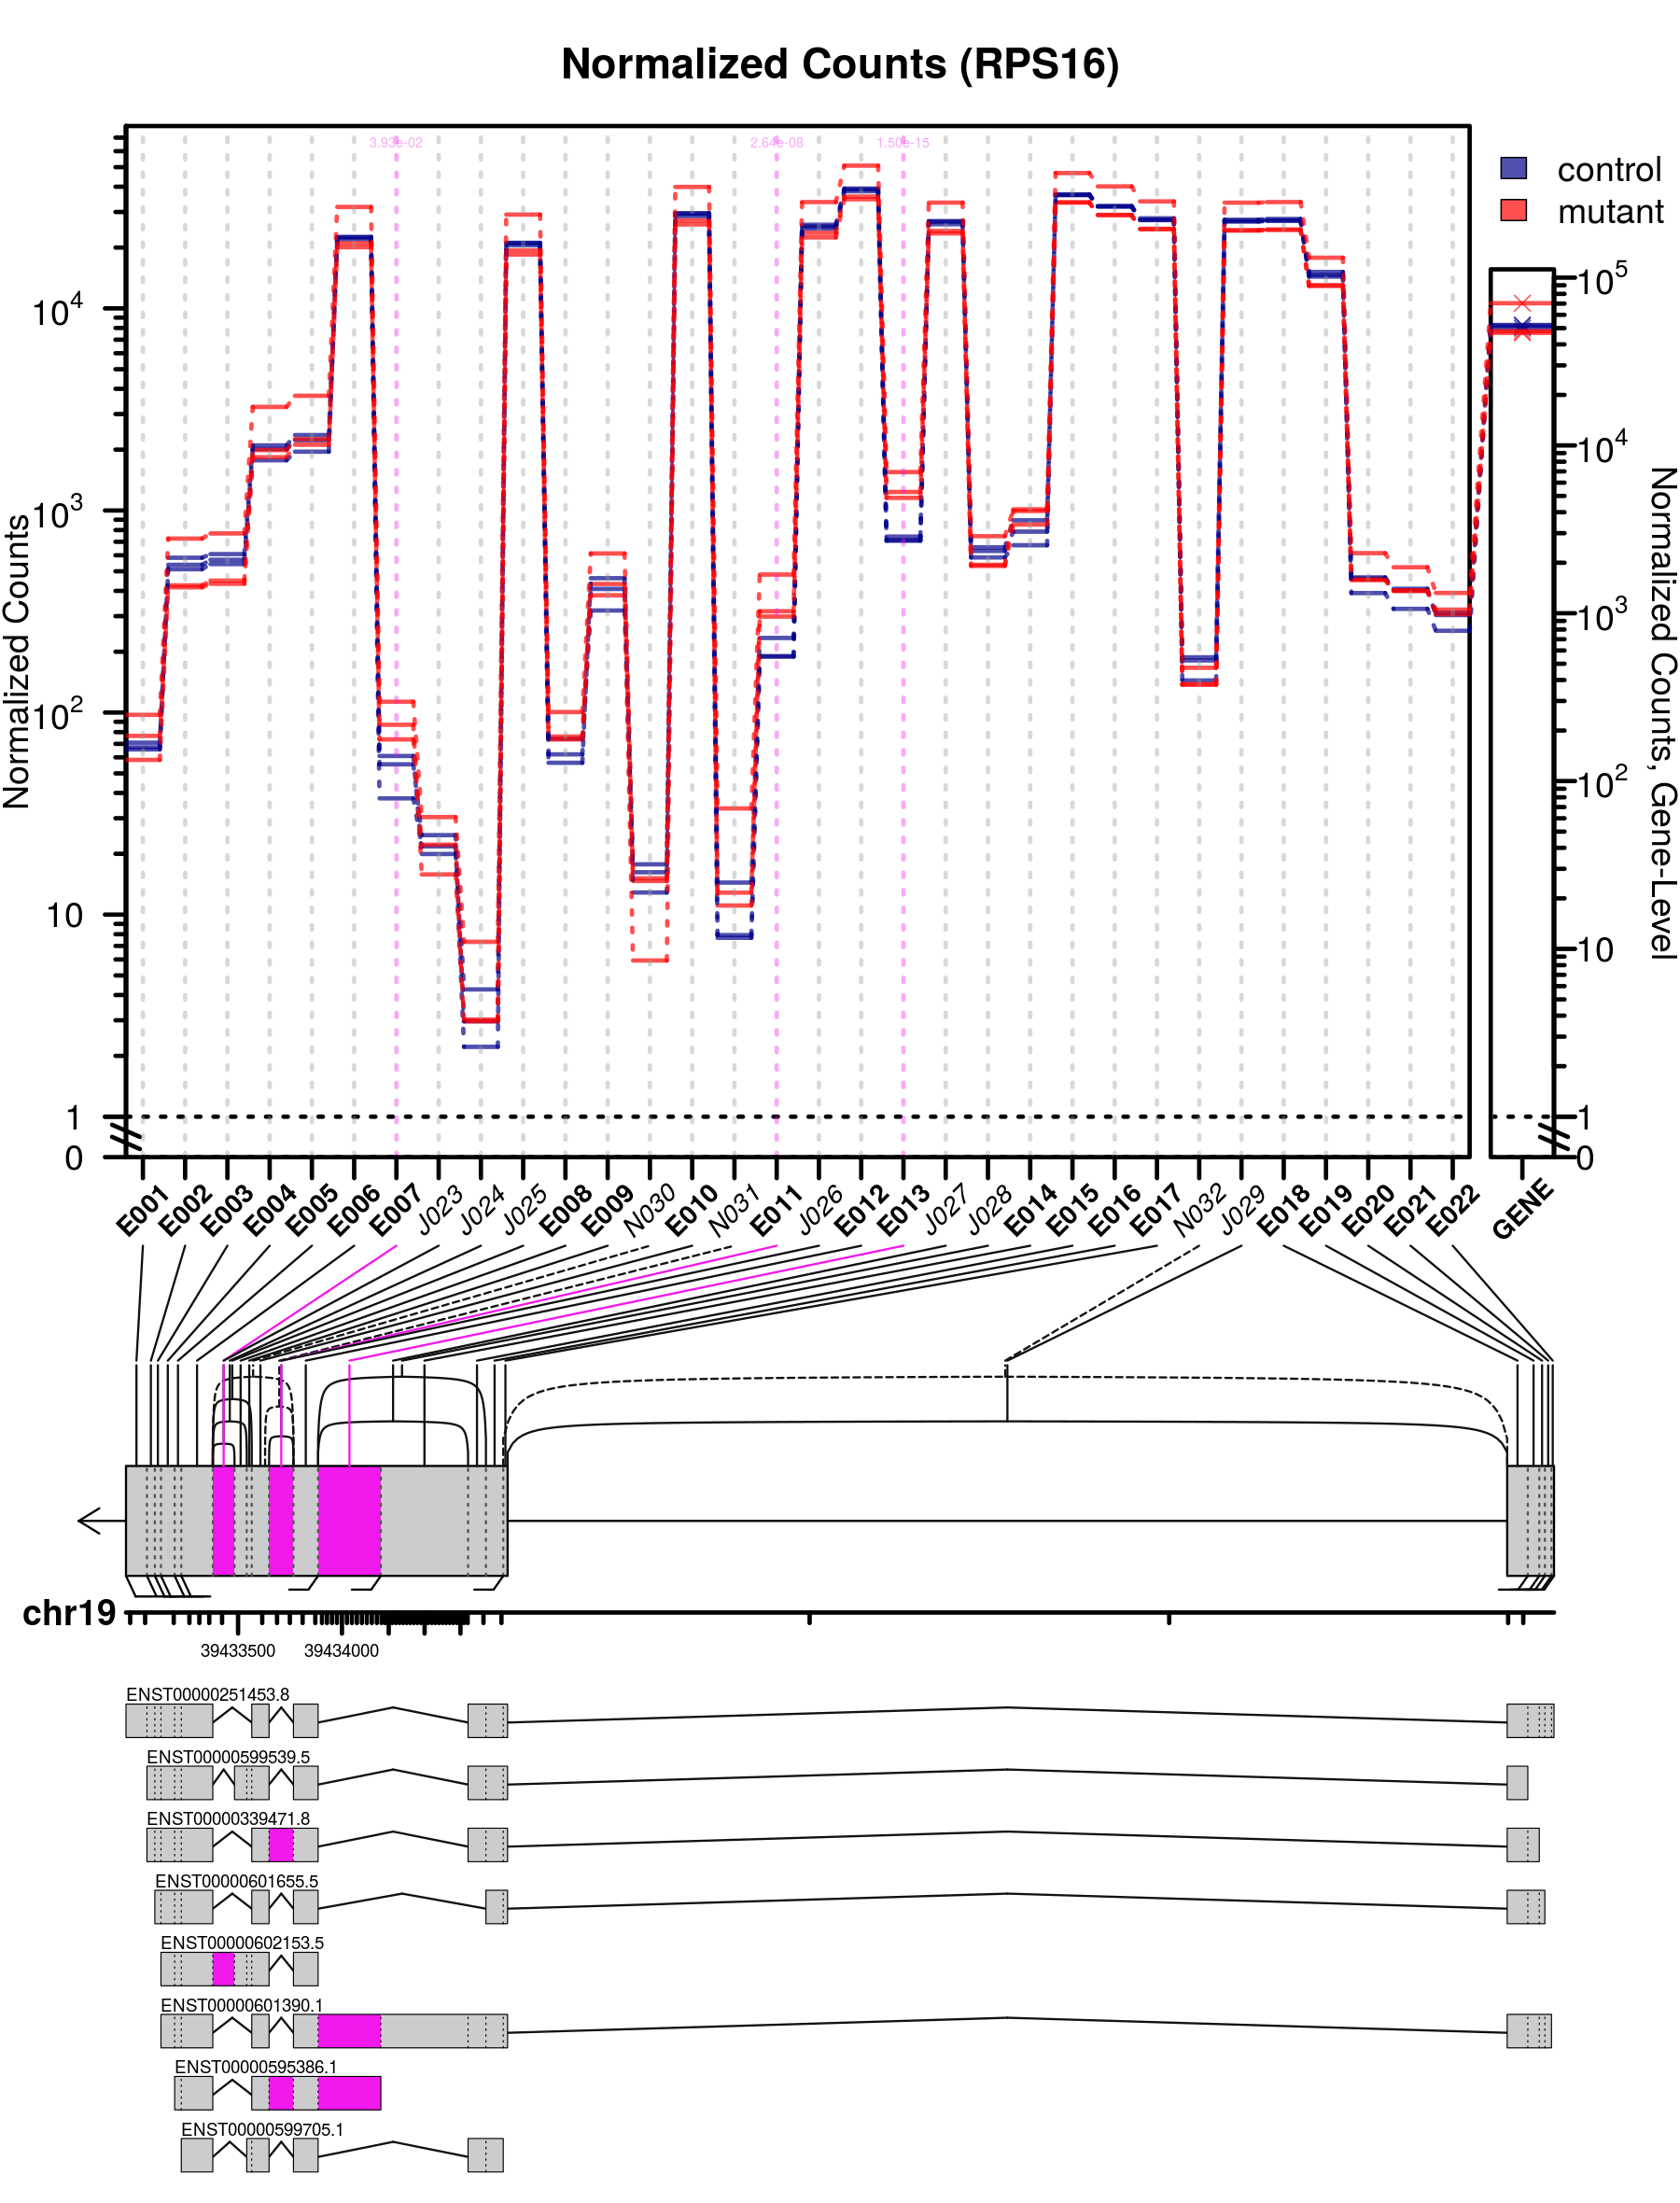 Normalized Counts (RPS16)
3.93e-02 2.64e-08 1.50e-15
control
mutant
10^4
10^3
10^2
10
1
0
Normalized Counts
10^5
10^4
10^3
10^2
10
1
0
Normalized Counts, Gene-Level
E001 E002 E003 E004 E005 E006 E007 J023 J024 J025 E008 E009 N030 E010 N031 E011 J026 E012 E013 J027 J028 E014 E015 E016 E017 N032 J029 E018 E019 E020 E021 E022 GENE
chr19
39433500 39434000
ENST00000251453.8
ENST00000599539.5
ENST00000339471.8
ENST00000601655.5
ENST00000602153.5
ENST00000601390.1
ENST00000595386.1
ENST00000599705.1